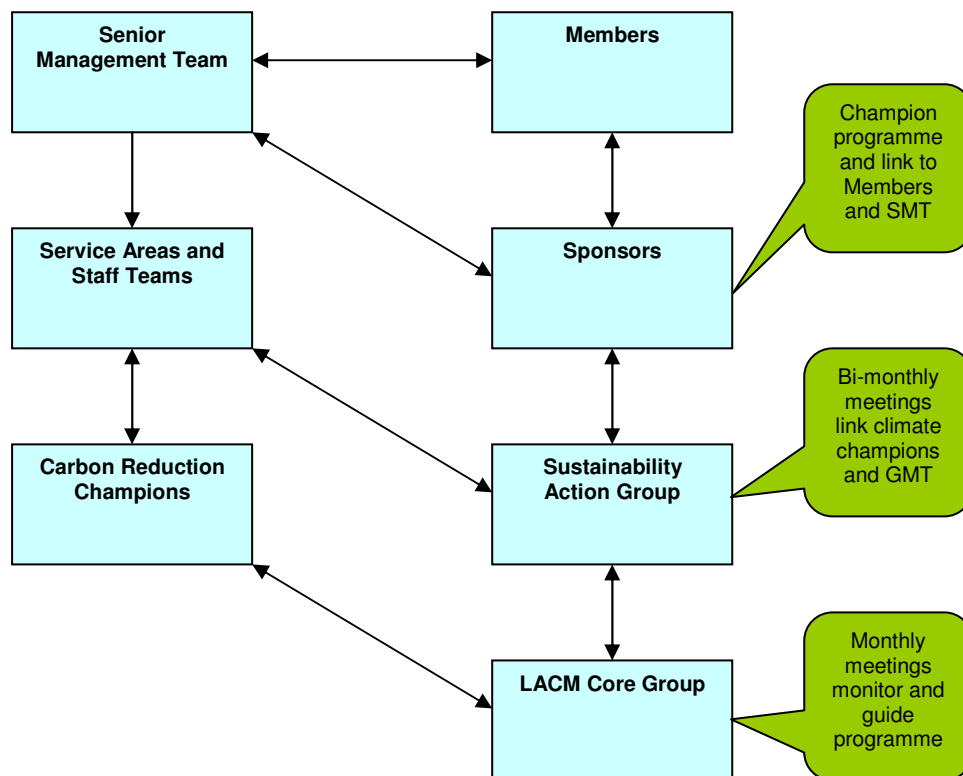 Senior
Management Team
Members
Champion
programme
and link to
Members
and SMT
Service Areas and
Staff Teams
Sponsors
Bi-monthly
meetings
link climate
champions
and GMT
Carbon Reduction
Champions
Sustainability
Action Group
LACM Core Group
Monthly
meetings
monitor and
guide
programme